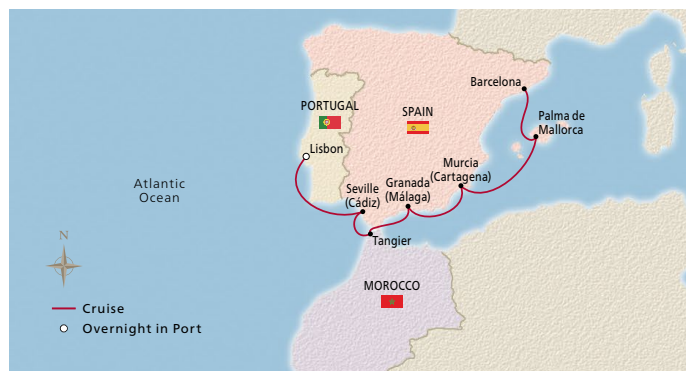 Barcelona
PORTUGAL
SPAIN
Palma de
Mallorca
Lisbon
Murcia
(Cartagena)
Granada
(Málaga)
Seville
(Cádiz)
Atlantic
Ocean
Tangier
N
MOROCCO
Cruise
Overnight in Port